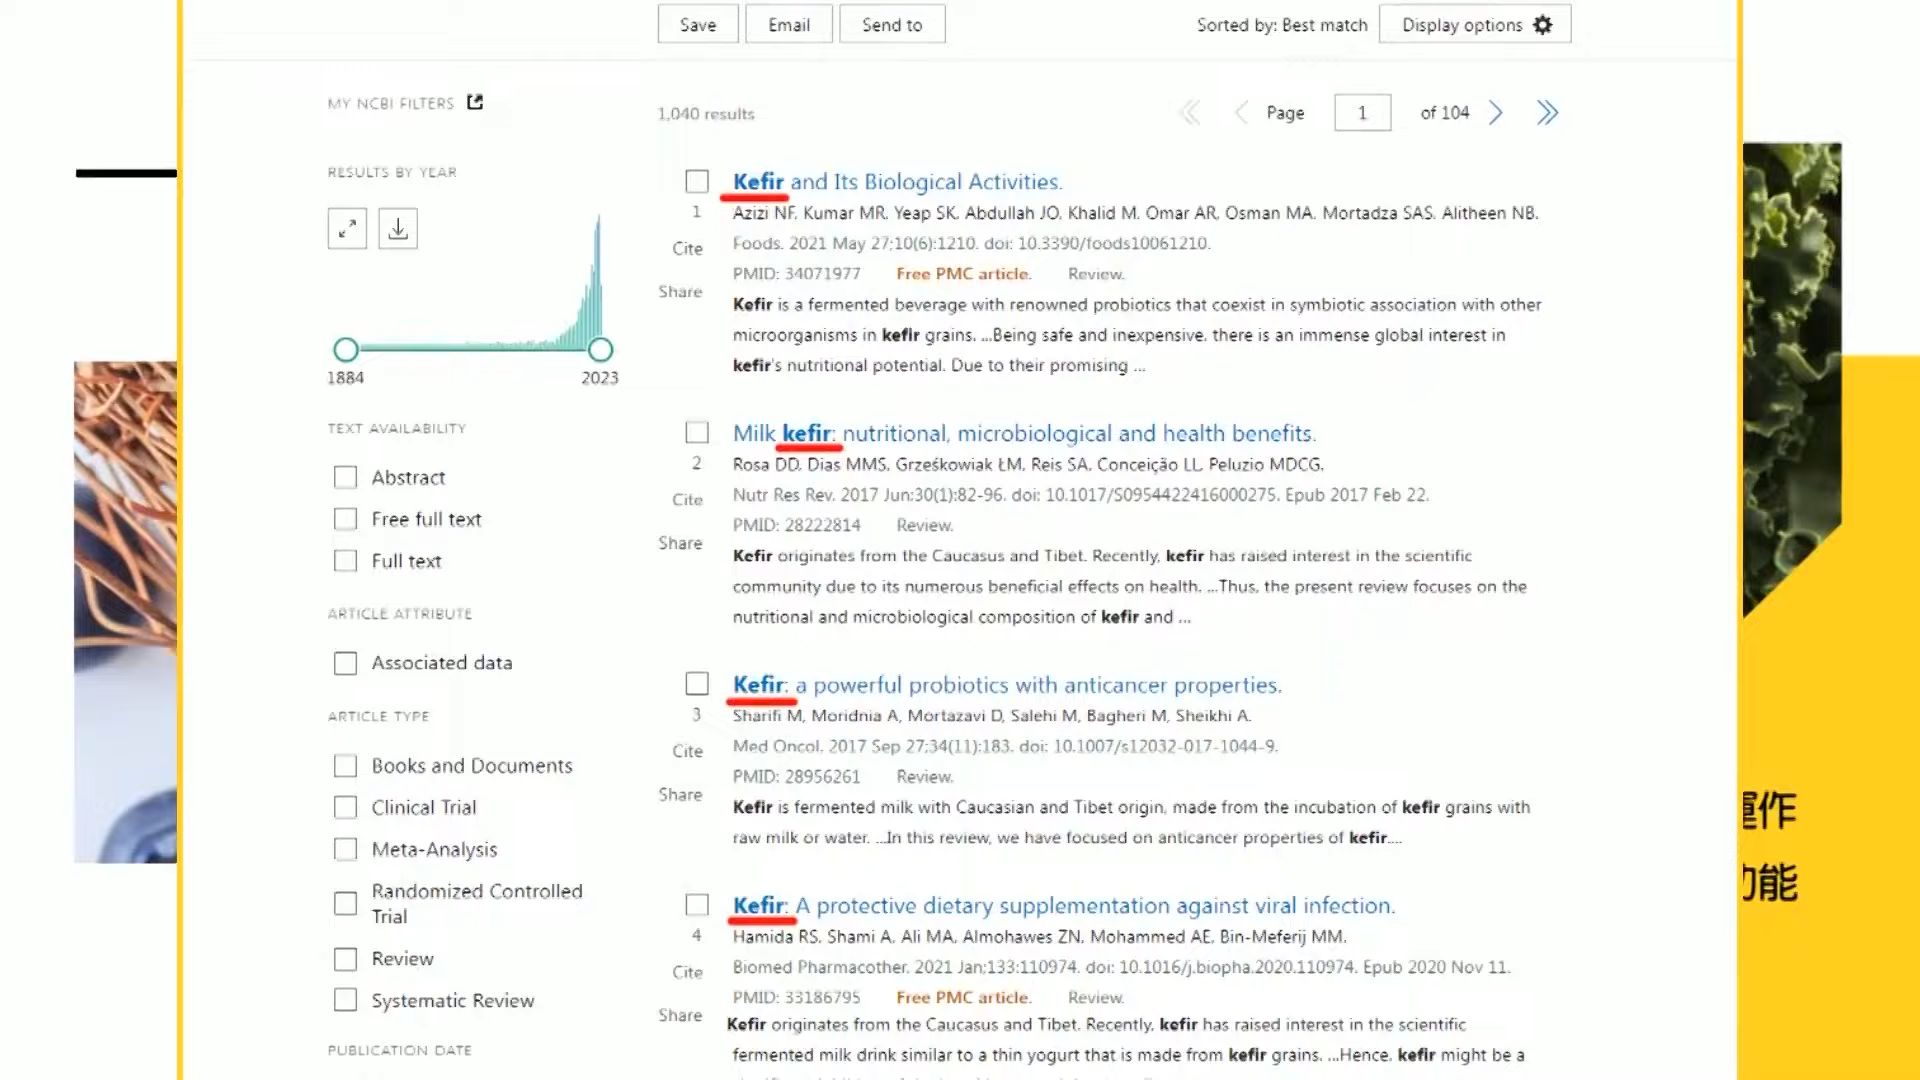 Save
Email
Send to
Sorted by: Best match
Display options
MY NCBI FILTERS
1,040 results
Page
1
of 104
RESULTS BY YEAR
1884
2023
TEXT AVAILABILITY
Abstract
Free full text
Full text
ARTICLE ATTRIBUTE
Associated data
ARTICLE TYPE
Books and Documents
Clinical Trial
Meta-Analysis
Randomized Controlled
Trial
Review
Systematic Review
PUBLICATION DATE
Kefir and Its Biological Activities.
1
Azizi NF, Kumar MR, Yeap SK, Abdullah JO, Khalid M, Omar AR, Osman MA, Mortadza SAS, Alitheen NB.
Cite
Foods. 2021 May 27;10(6):1210. doi: 10.3390/foods10061210.
PMID: 34071977 Free PMC article. Review.
Share
Kefir is a fermented beverage with renowned probiotics that coexist in symbiotic association with other
microorganisms in kefir grains. ...Being safe and inexpensive, there is an immense global interest in
kefir's nutritional potential. Due to their promising ...
Milk kefir: nutritional, microbiological and health benefits.
2
Rosa DD, Dias MMS, Grześkowiak ŁM, Reis SA, Conceição LL, Peluzio MDCG.
Cite
Nutr Res Rev. 2017 Jun;30(1):82-96. doi: 10.1017/S0954422416000275. Epub 2017 Feb 22.
PMID: 28222814 Review.
Share
Kefir originates from the Caucasus and Tibet. Recently, kefir has raised interest in the scientific
community due to its numerous beneficial effects on health. ...Thus, the present review focuses on the
nutritional and microbiological composition of kefir and ...
Kefir: a powerful probiotics with anticancer properties.
3
Sharifi M, Moridnia A, Mortazavi D, Salehi M, Bagheri M, Sheikhi A.
Cite
Med Oncol. 2017 Sep 27;34(11):183. doi: 10.1007/s12032-017-1044-9.
PMID: 28956261 Review.
Share
Kefir is fermented milk with Caucasian and Tibet origin, made from the incubation of kefir grains with
raw milk or water. ...In this review, we have focused on anticancer properties of kefir....
Kefir: A protective dietary supplementation against viral infection.
4
Hamida RS, Shami A, Ali MA, Almohawes ZN, Mohammed AE, Bin-Meferij MM.
Cite
Biomed Pharmacother. 2021 Jan;133:110974. doi: 10.1016/j.biopha.2020.110974. Epub 2020 Nov 11.
PMID: 33186795 Free PMC article. Review.
Share
Kefir originates from the Caucasus and Tibet. Recently, kefir has raised interest in the scientific
fermented milk drink similar to a thin yogurt that is made from kefir grains. ...Hence, kefir might be a
運作
功能